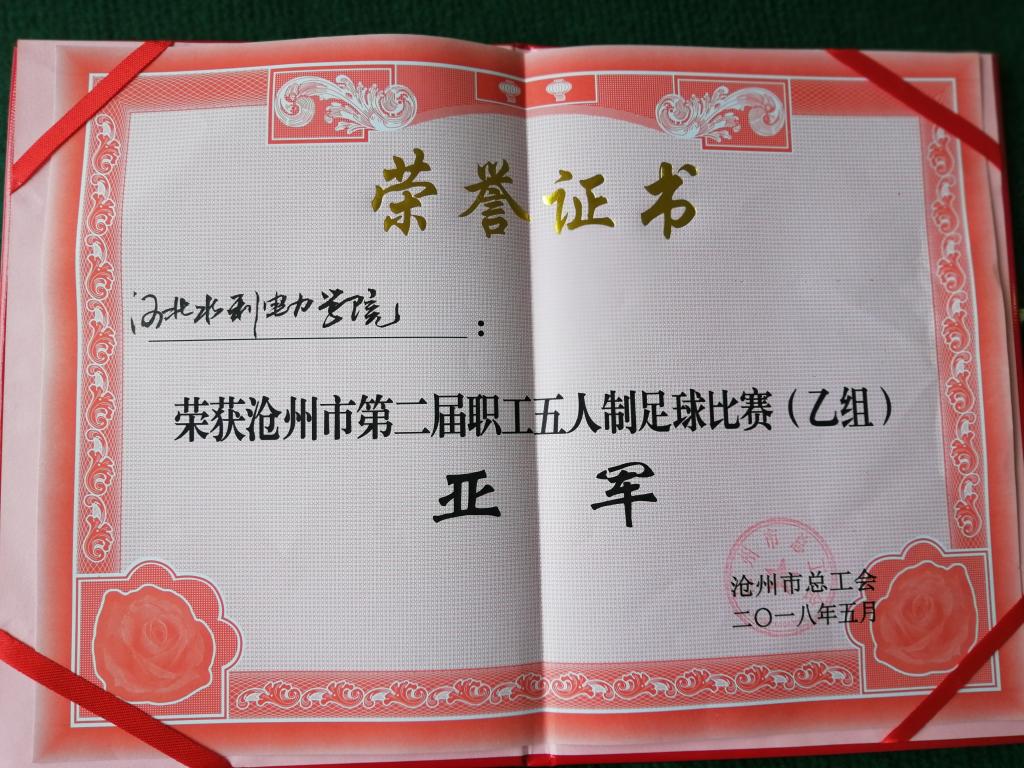 荣誉证书
河北水利电力学院：
荣获沧州市第二届职工五人制足球比赛（乙组）
亚 军
沧州市总工会
二〇一八年五月